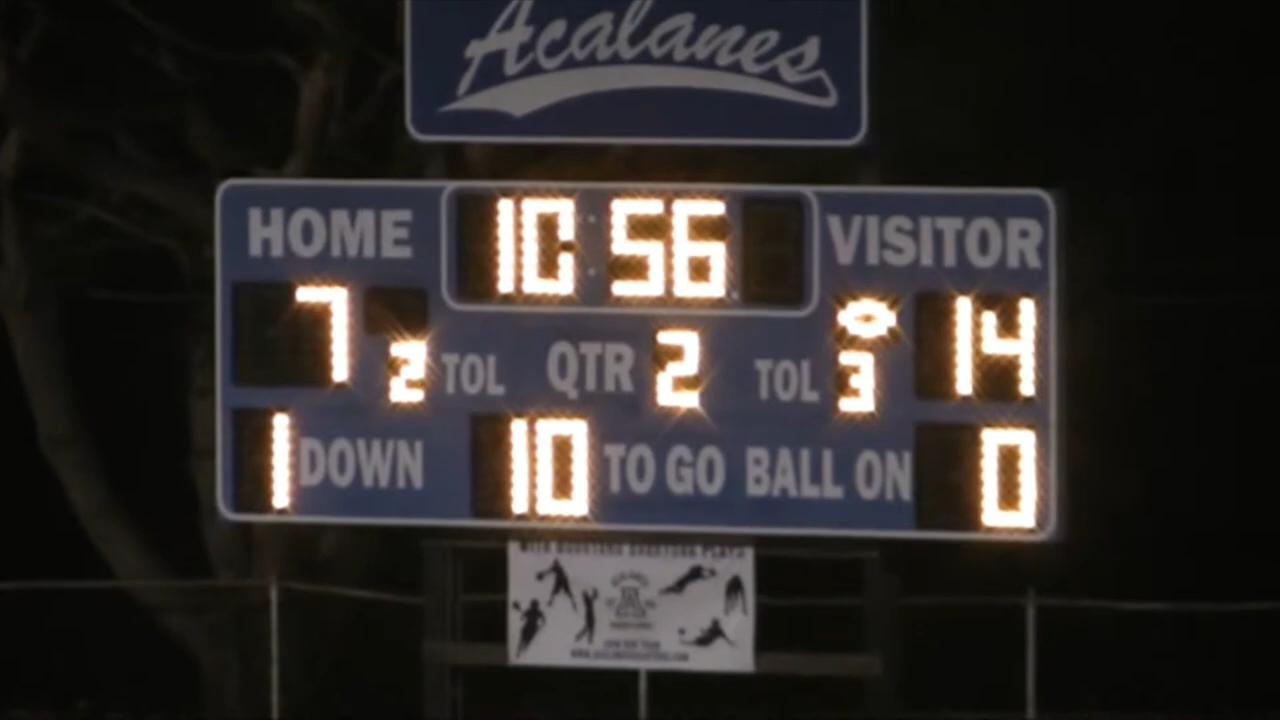 Acalanes
HOME 10:56 VISITOR
7 2 TOL QTR 2 TOL 3 14
1 DOWN 10 TO GO BALL ON 0